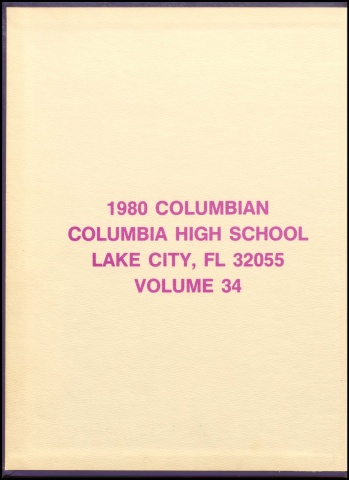 1980 COLUMBIAN
COLUMBIA HIGH SCHOOL
LAKE CITY, FL 32055
VOLUME 34